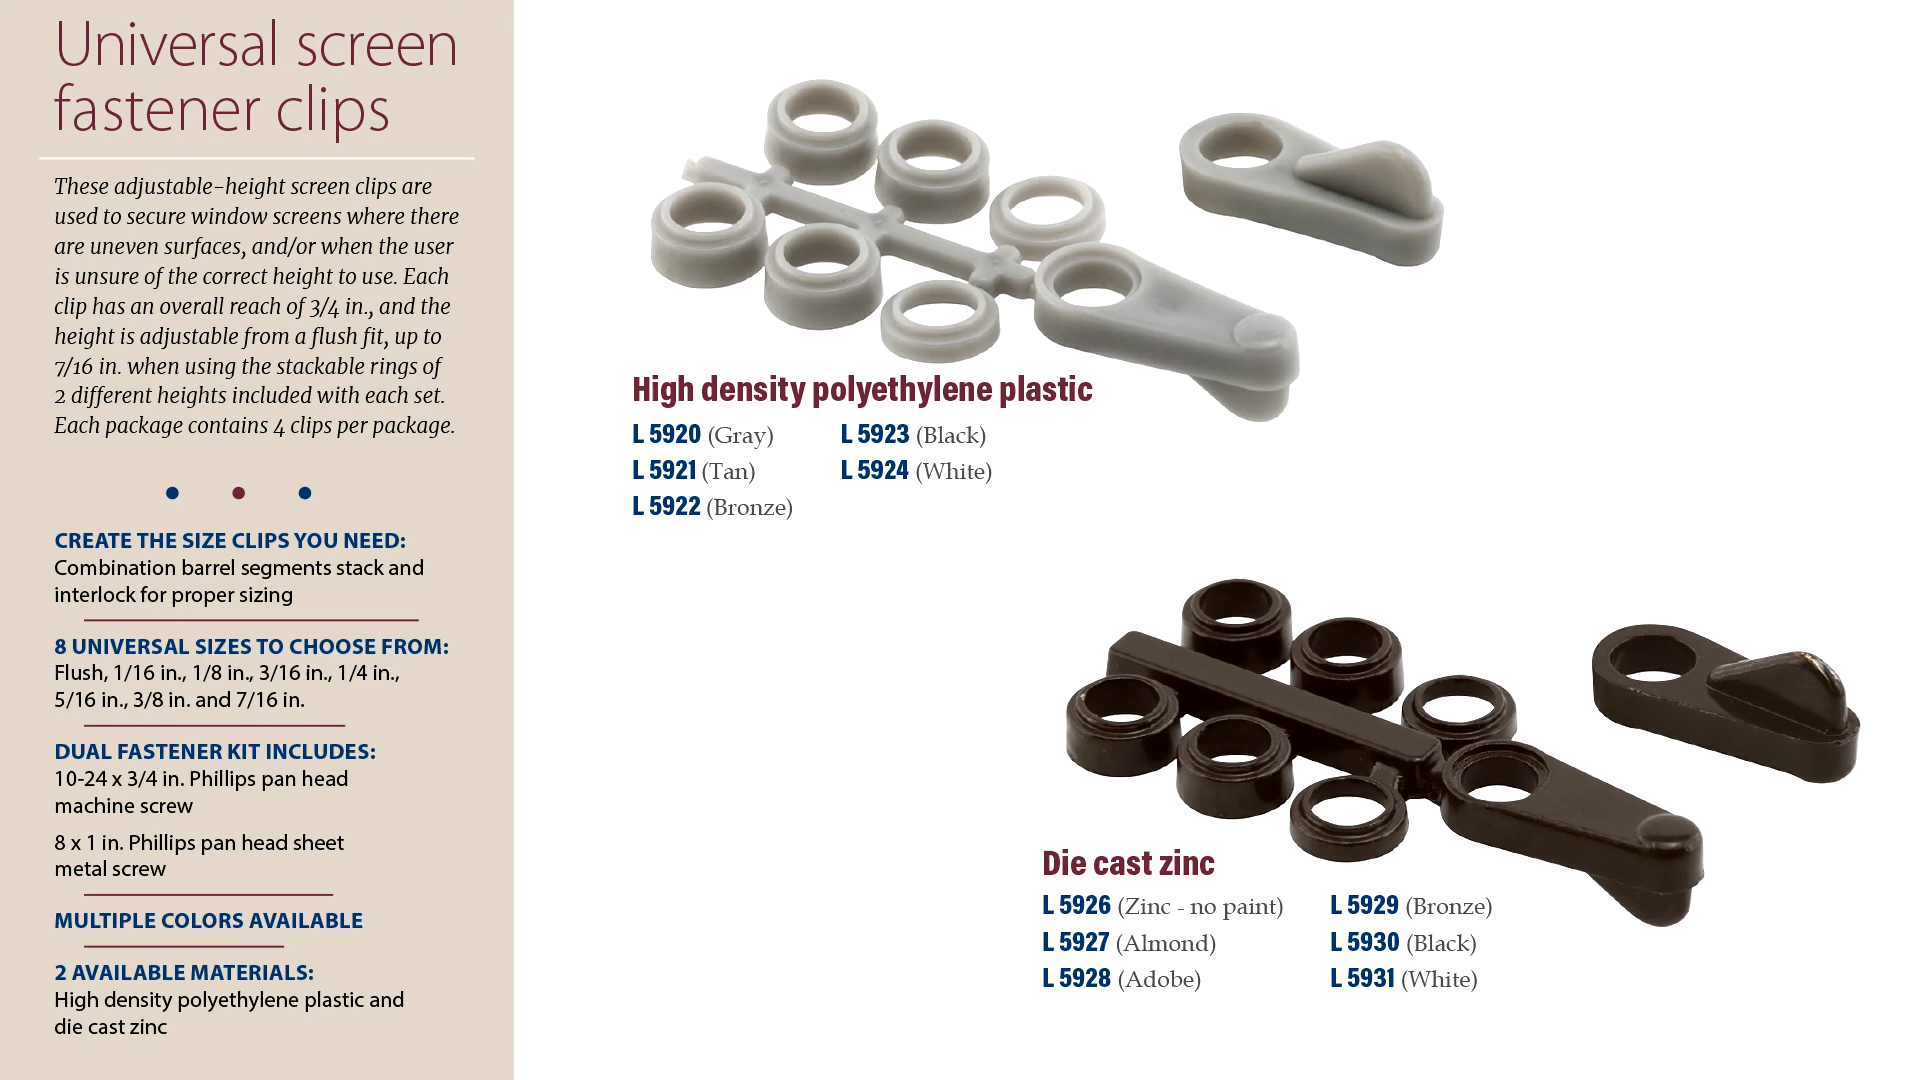 Universal screen
fastener clips
These adjustable-height screen clips are
used to secure window screens where there
are uneven surfaces, and/or when the user
is unsure of the correct height to use. Each
clip has an overall reach of 3/4 in., and the
height is adjustable from a flush fit, up to
7/16 in. when using the stackable rings of
2 different heights included with each set.
Each package contains 4 clips per package.
CREATE THE SIZE CLIPS YOU NEED:
Combination barrel segments stack and
interlock for proper sizing
8 UNIVERSAL SIZES TO CHOOSE FROM:
Flush, 1/16 in., 1/8 in., 3/16 in., 1/4 in.,
5/16 in., 3/8 in. and 7/16 in.
DUAL FASTENER KIT INCLUDES:
10-24 x 3/4 in. Phillips pan head
machine screw
8 x 1 in. Phillips pan head sheet
metal screw
MULTIPLE COLORS AVAILABLE
2 AVAILABLE MATERIALS:
High density polyethylene plastic and
die cast zinc
High density polyethylene plastic
L 5920 (Gray)
L 5921 (Tan)
L 5922 (Bronze)
L 5923 (Black)
L 5924 (White)
Die cast zinc
L 5926 (Zinc - no paint)
L 5927 (Almond)
L 5928 (Adobe)
L 5929 (Bronze)
L 5930 (Black)
L 5931 (White)